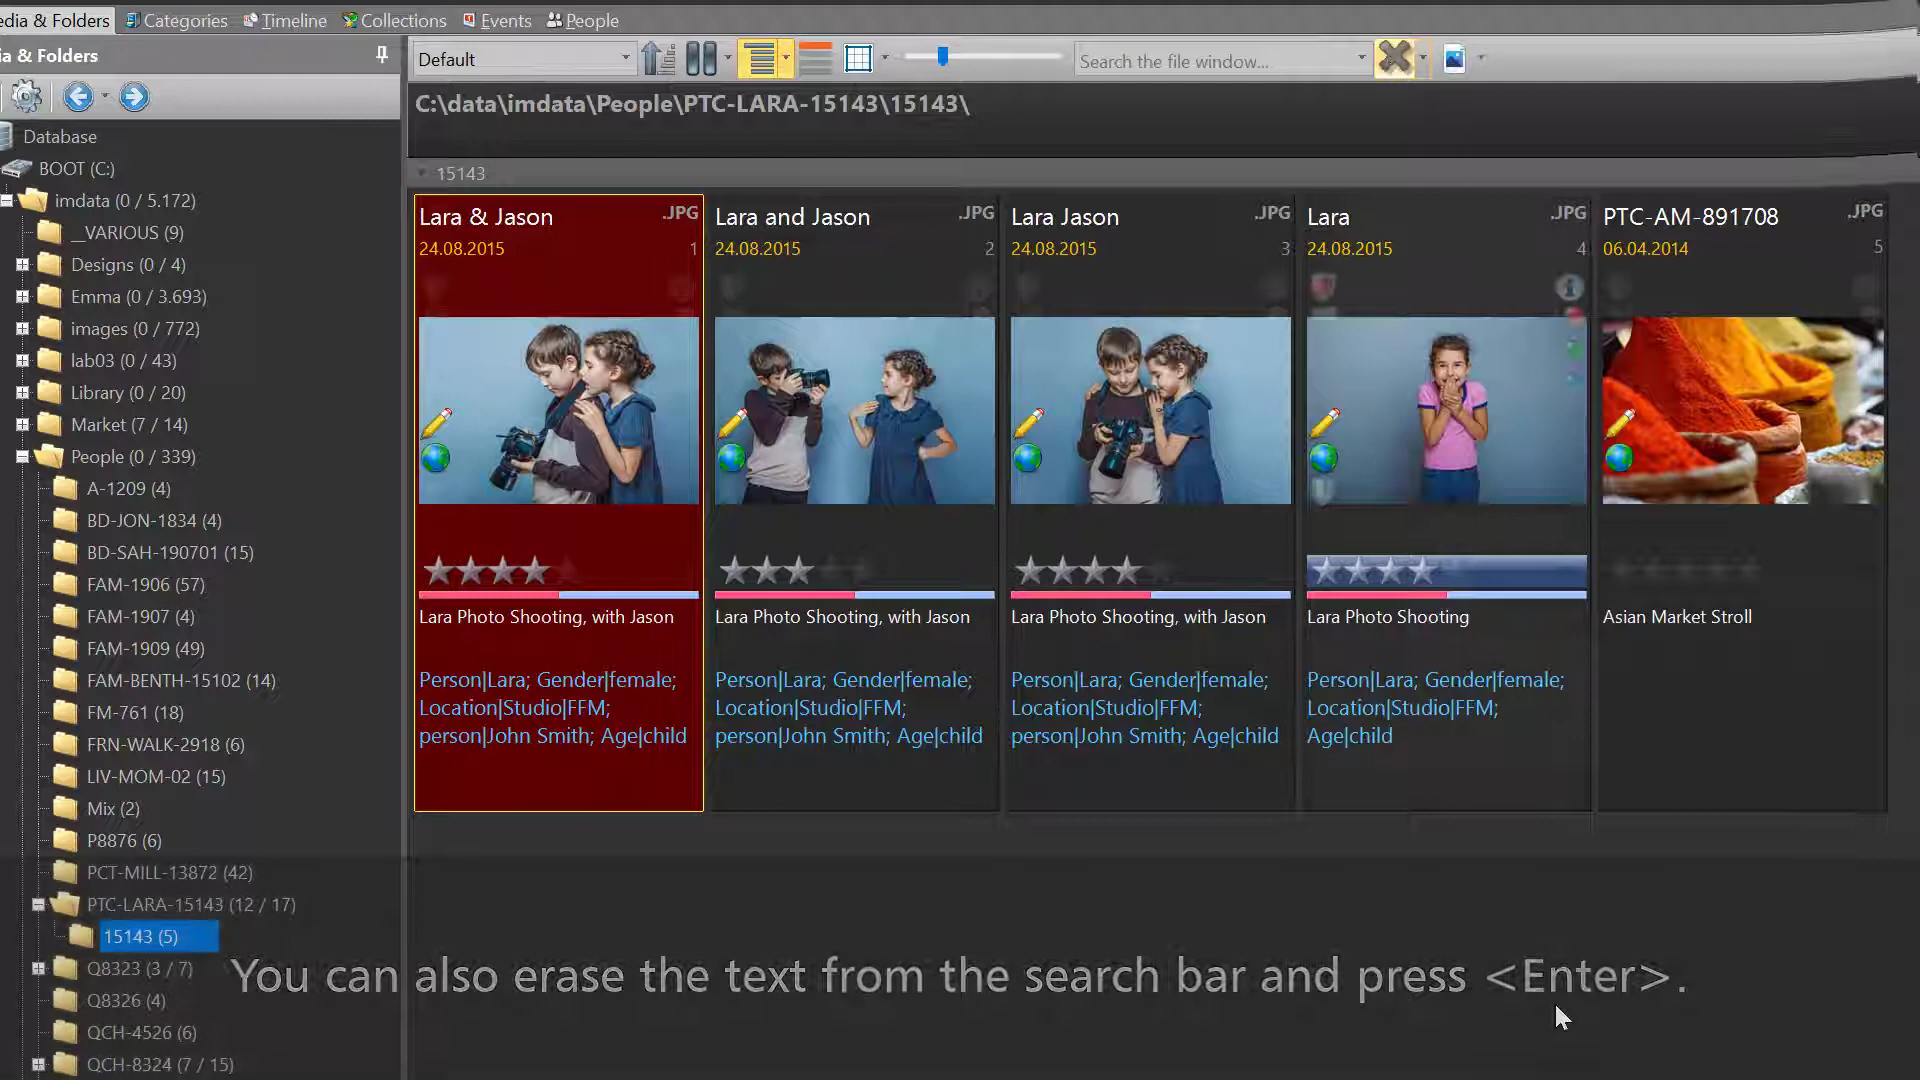 edia & Folders Categories Timeline Collections Events People
ia & Folders
Default
Search the file window...
C:\data\imdata\People\PTC-LARA-15143\15143\
Database
BOOT (C:)
imdata (0 / 5.172)
__VARIOUS (9)
Designs (0 / 4)
Emma (0 / 3.693)
images (0 / 772)
lab03 (0 / 43)
Library (0 / 20)
Market (7 / 14)
People (0 / 339)
A-1209 (4)
BD-JON-1834 (4)
BD-SAH-190701 (15)
FAM-1906 (57)
FAM-1907 (4)
FAM-1909 (49)
FAM-BENTH-15102 (14)
FM-761 (18)
FRN-WALK-2918 (6)
LIV-MOM-02 (15)
Mix (2)
P8876 (6)
PCT-MILL-13872 (42)
PTC-LARA-15143 (12 / 17)
15143 (5)
Q8323 (3 / 7)
Q8326 (4)
QCH-4526 (6)
QCH-8324 (7 / 15)
15143
Lara & Jason .JPG
24.08.2015 1
Lara Photo Shooting, with Jason
Person|Lara; Gender|female;
Location|Studio|FFM;
person|John Smith; Age|child
Lara and Jason .JPG
24.08.2015 2
Lara Photo Shooting, with Jason
Person|Lara; Gender|female;
Location|Studio|FFM;
person|John Smith; Age|child
Lara Jason .JPG
24.08.2015 3
Lara Photo Shooting, with Jason
Person|Lara; Gender|female;
Location|Studio|FFM;
person|John Smith; Age|child
Lara .JPG
24.08.2015 4
Lara Photo Shooting
Person|Lara; Gender|female;
Location|Studio|FFM;
Age|child
PTC-AM-891708 .JPG
06.04.2014 5
Asian Market Stroll
You can also erase the text from the search bar and press <Enter>.